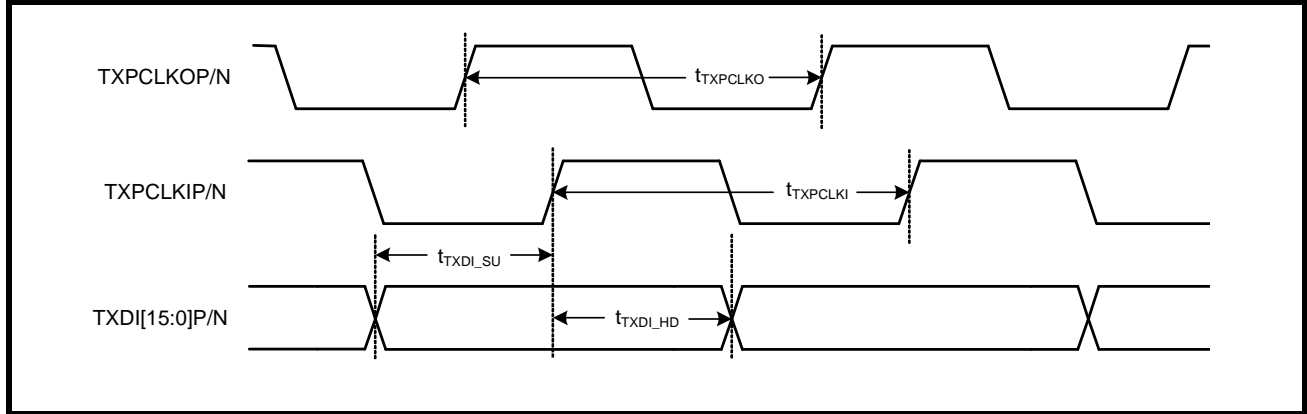 TXPCLKOP/N
tTXPCLKO
TXPCLKIP/N
tTXPCLKI
tTXDI_SU
TXDI[15:0]P/N
tTXDI_HD